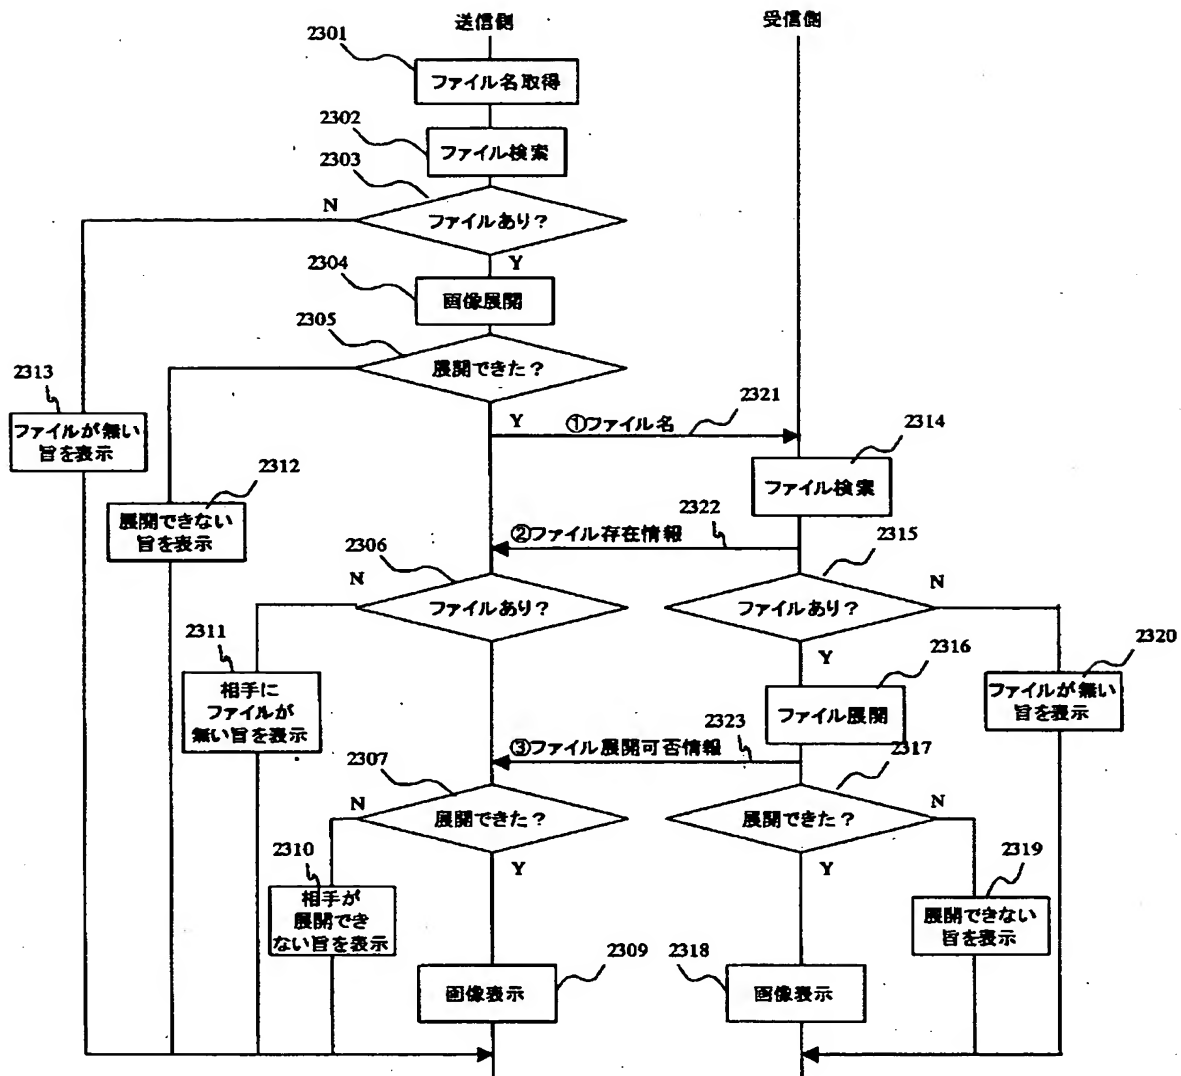 送信側
受信側
2301
ファイル名取得
2302
ファイル検索
2303
N
ファイルあり?
Y
2304
画像展開
2305
展開できた?
2313
ファイルが無い
旨を表示
Y
①ファイル名
2321
2314
ファイル検索
2312
展開できない
旨を表示
2322
②ファイル存在情報
2306
2315
N
ファイルあり?
ファイルあり?
N
2311
相手に
ファイルが
無い旨を表示
Y
2316
ファイル展開
2320
ファイルが無い
旨を表示
2323
③ファイル展開可否情報
2307
2317
N
展開できた?
展開できた?
N
2310
相手が
展開でき
ない旨を表示
Y
Y
2319
展開できない
旨を表示
2309
画像表示
2318
画像表示